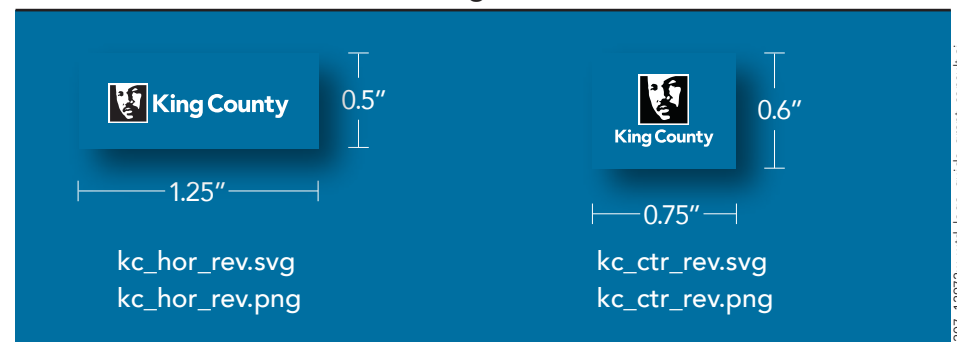 King County
0.5″
1.25″
kc_hor_rev.svg
kc_hor_rev.png
King County
0.6″
0.75″
kc_ctr_rev.svg
kc_ctr_rev.png